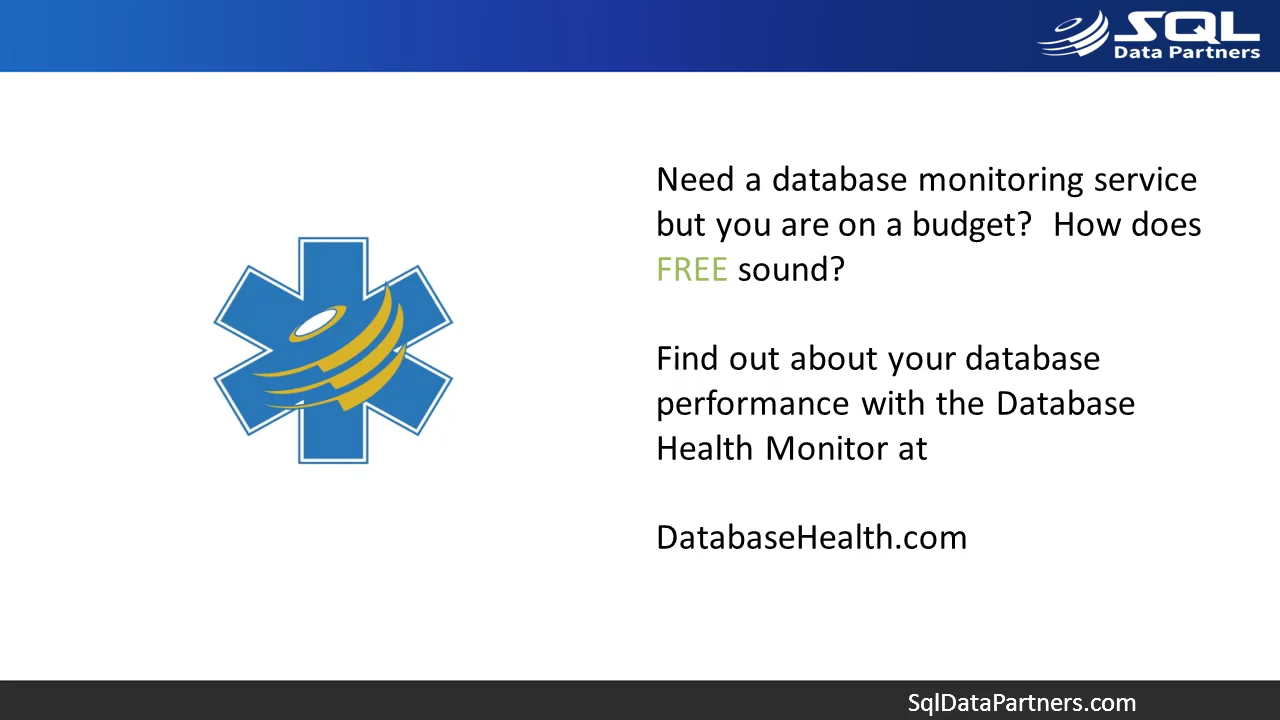 SQL
Data Partners
Need a database monitoring service
but you are on a budget?  How does
FREE sound?
Find out about your database
performance with the Database
Health Monitor at
DatabaseHealth.com
SqlDataPartners.com